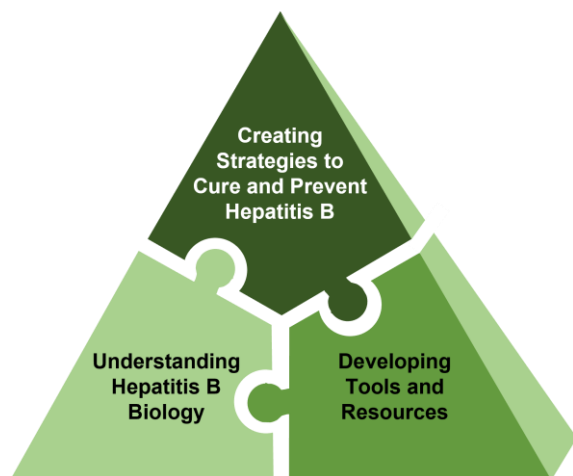 Creating
Strategies to
Cure and Prevent
Hepatitis B
Understanding
Hepatitis B
Biology
Developing
Tools and
Resources